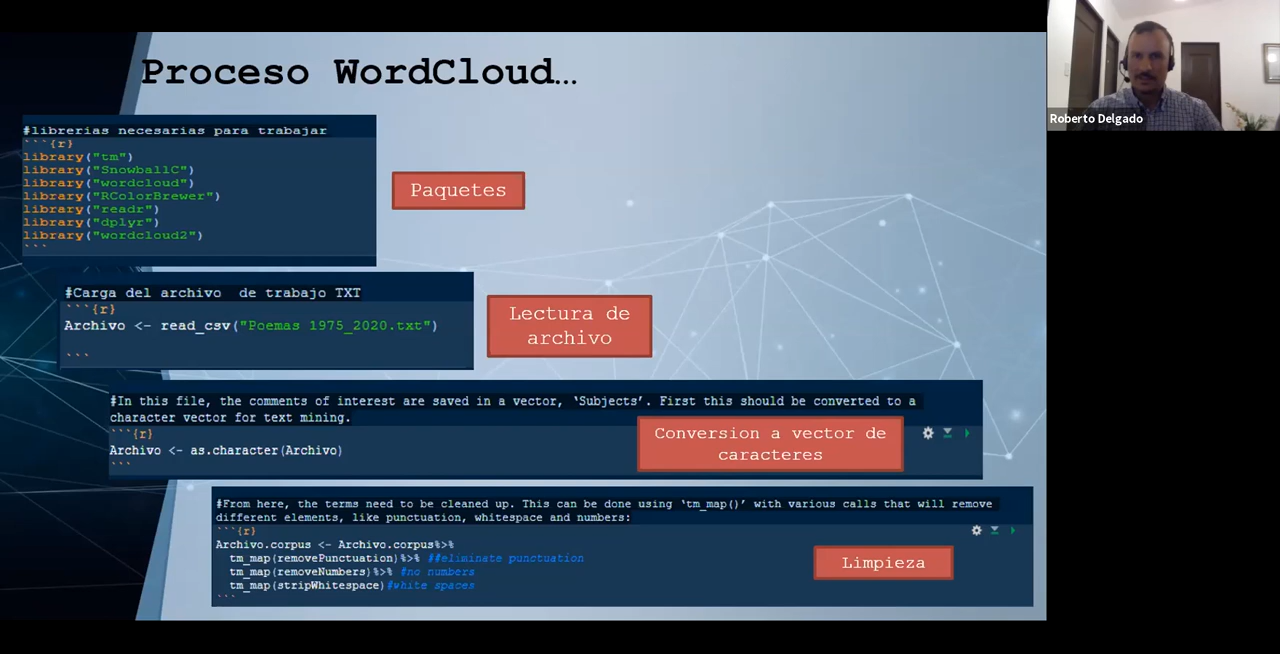 Proceso WordCloud…
Roberto Delgado
#librerias necesarias para trabajar
```{r}
library("tm")
library("SnowballC")
library("wordcloud")
library("RColorBrewer")
library("readr")
library("dplyr")
library("wordcloud2")
```
Paquetes
#Carga del archivo  de trabajo TXT
```{r}
Archivo <- read_csv("Poemas 1975_2020.txt")
```
Lectura de
archivo
#In this file, the comments of interest are saved in a vector, ‘Subjects’. First this should be converted to a
character vector for text mining.
```{r}
Archivo <- as.character(Archivo)
```
Conversion a vector de
caracteres
#From here, the terms need to be cleaned up. This can be done using ‘tm_map()’ with various calls that will remove
different elements, like punctuation, whitespace and numbers:
```{r}
Archivo.corpus <- Archivo.corpus%>%
  tm_map(removePunctuation)%>% ##eliminate punctuation
  tm_map(removeNumbers)%>% #no numbers
  tm_map(stripWhitespace)#white spaces
```
Limpieza